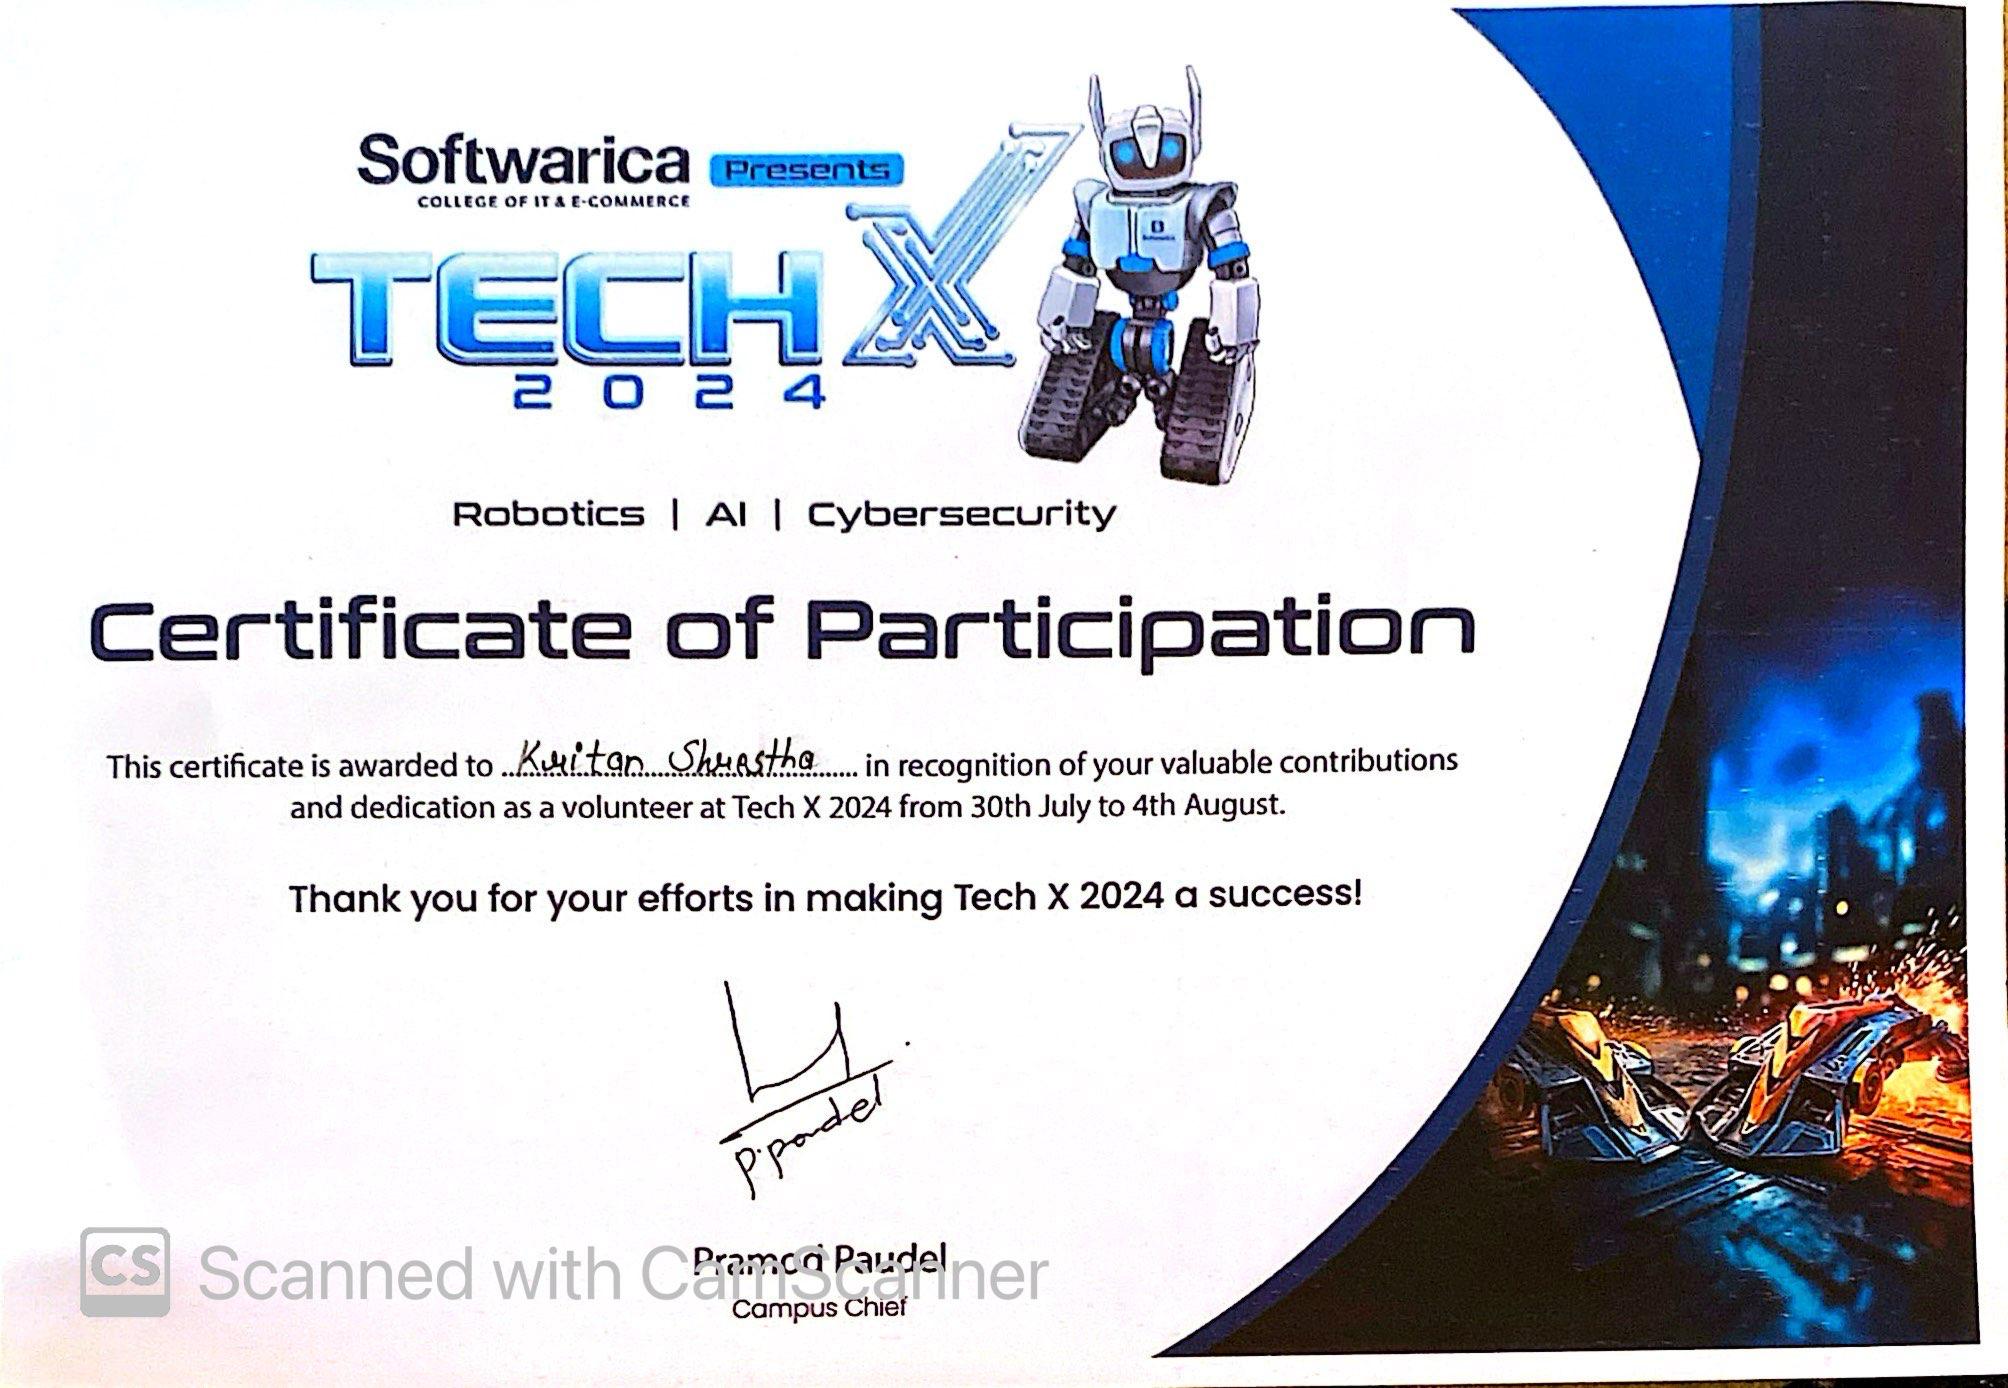 Softwarica Presents
COLLEGE OF IT & E-COMMERCE
TECH X
2024
Robotics | AI | Cybersecurity
Certificate of Participation
This certificate is awarded to Kritan Shrestha in recognition of your valuable contributions
and dedication as a volunteer at Tech X 2024 from 30th July to 4th August.
Thank you for your efforts in making Tech X 2024 a success!
P. Paudel
Pramod Paudel
Campus Chief
CS Scanned with CamScanner